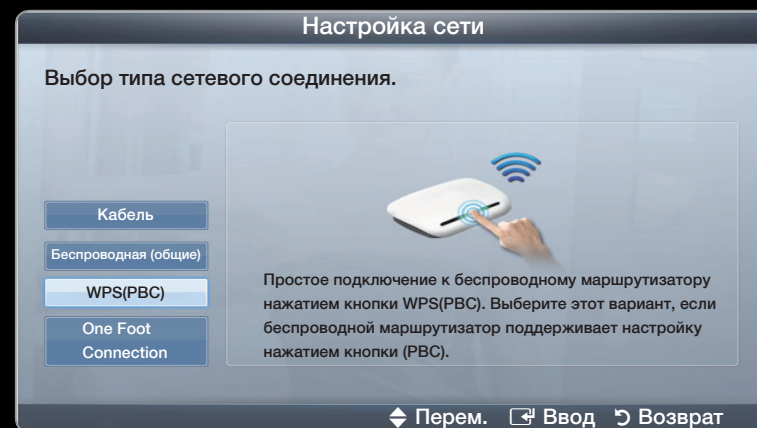 Настройка сети
Выбор типа сетевого соединения.
Кабель
Беспроводная (общие)
WPS(PBC)
One Foot
Connection
Простое подключение к беспроводному маршрутизатору
нажатием кнопки WPS(PBC). Выберите этот вариант, если
беспроводной маршрутизатор поддерживает настройку
нажатием кнопки (PBC).
Перем. Ввод Возврат